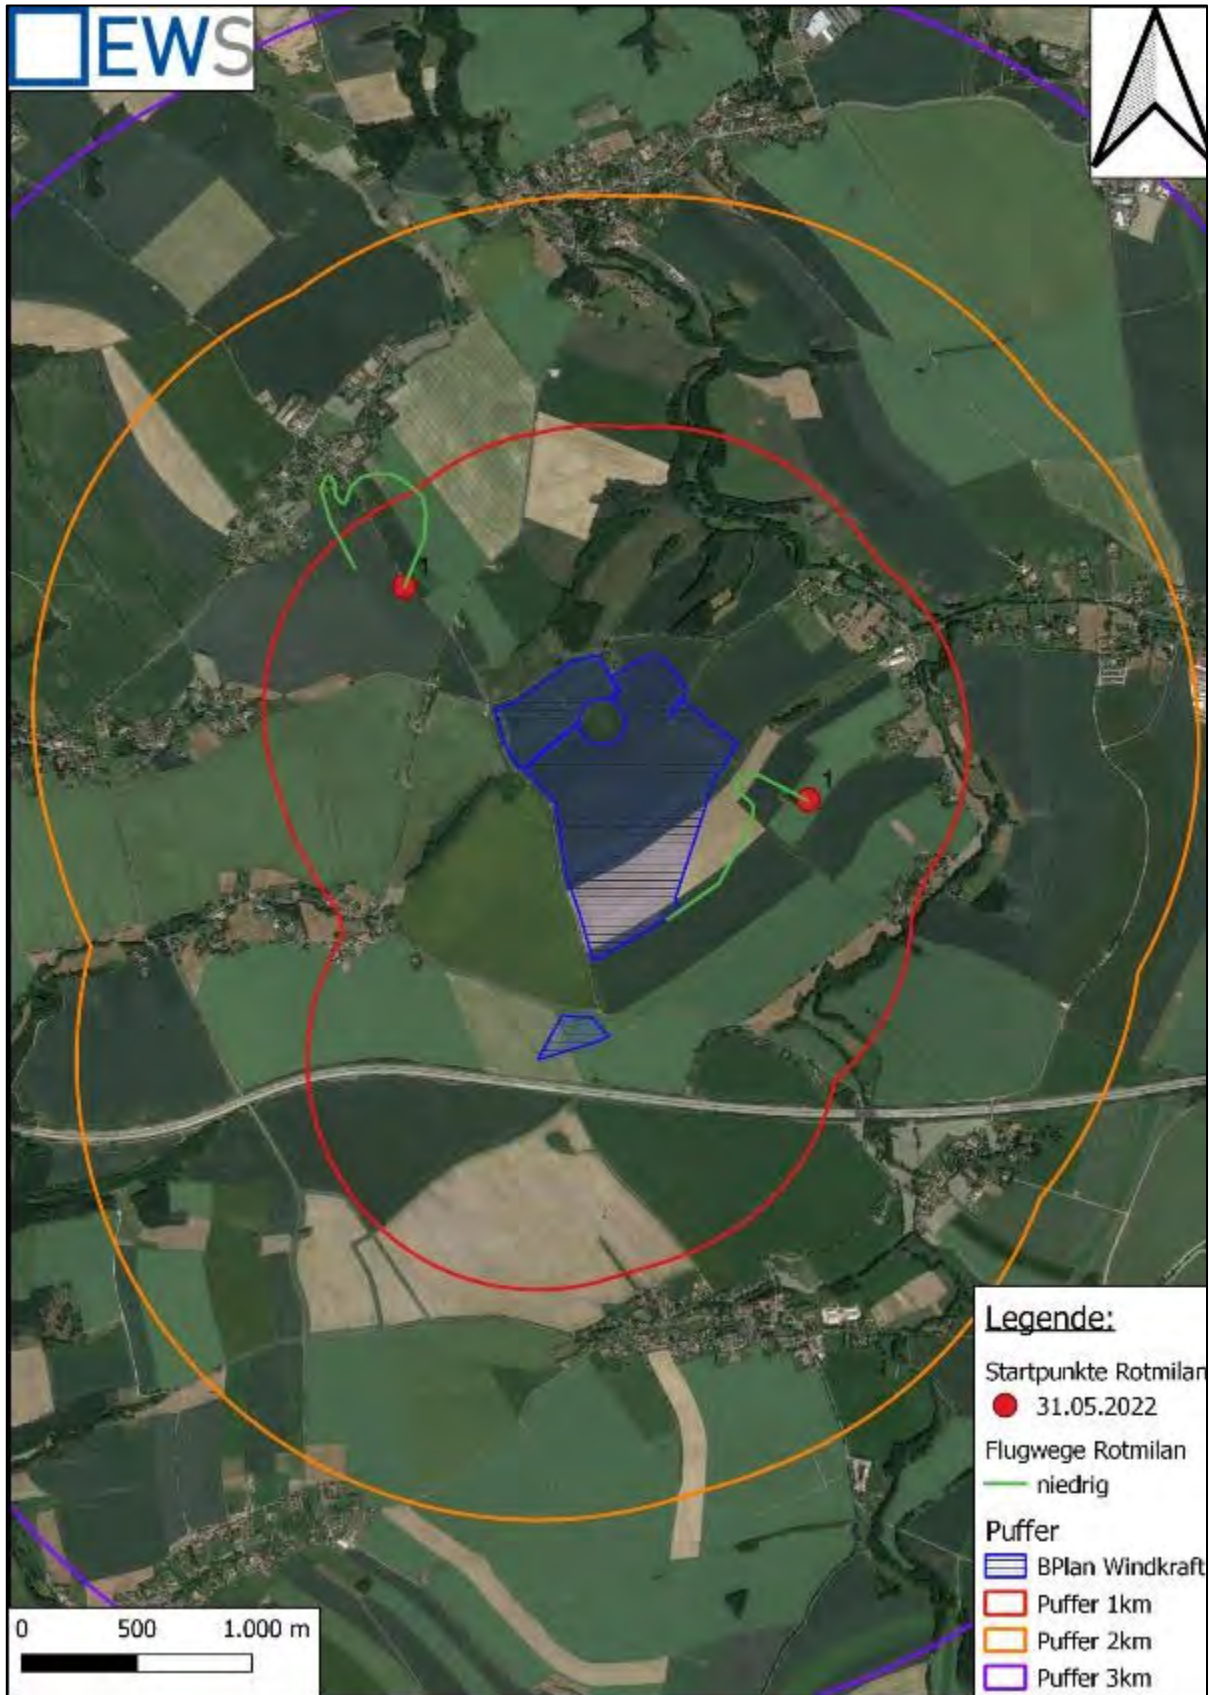 EWS
1
1
Legende:
Startpunkte Rotmilan
31.05.2022
Flugwege Rotmilan
niedrig
Puffer
BPlan Windkraft
Puffer 1km
Puffer 2km
Puffer 3km
0 500 1.000 m